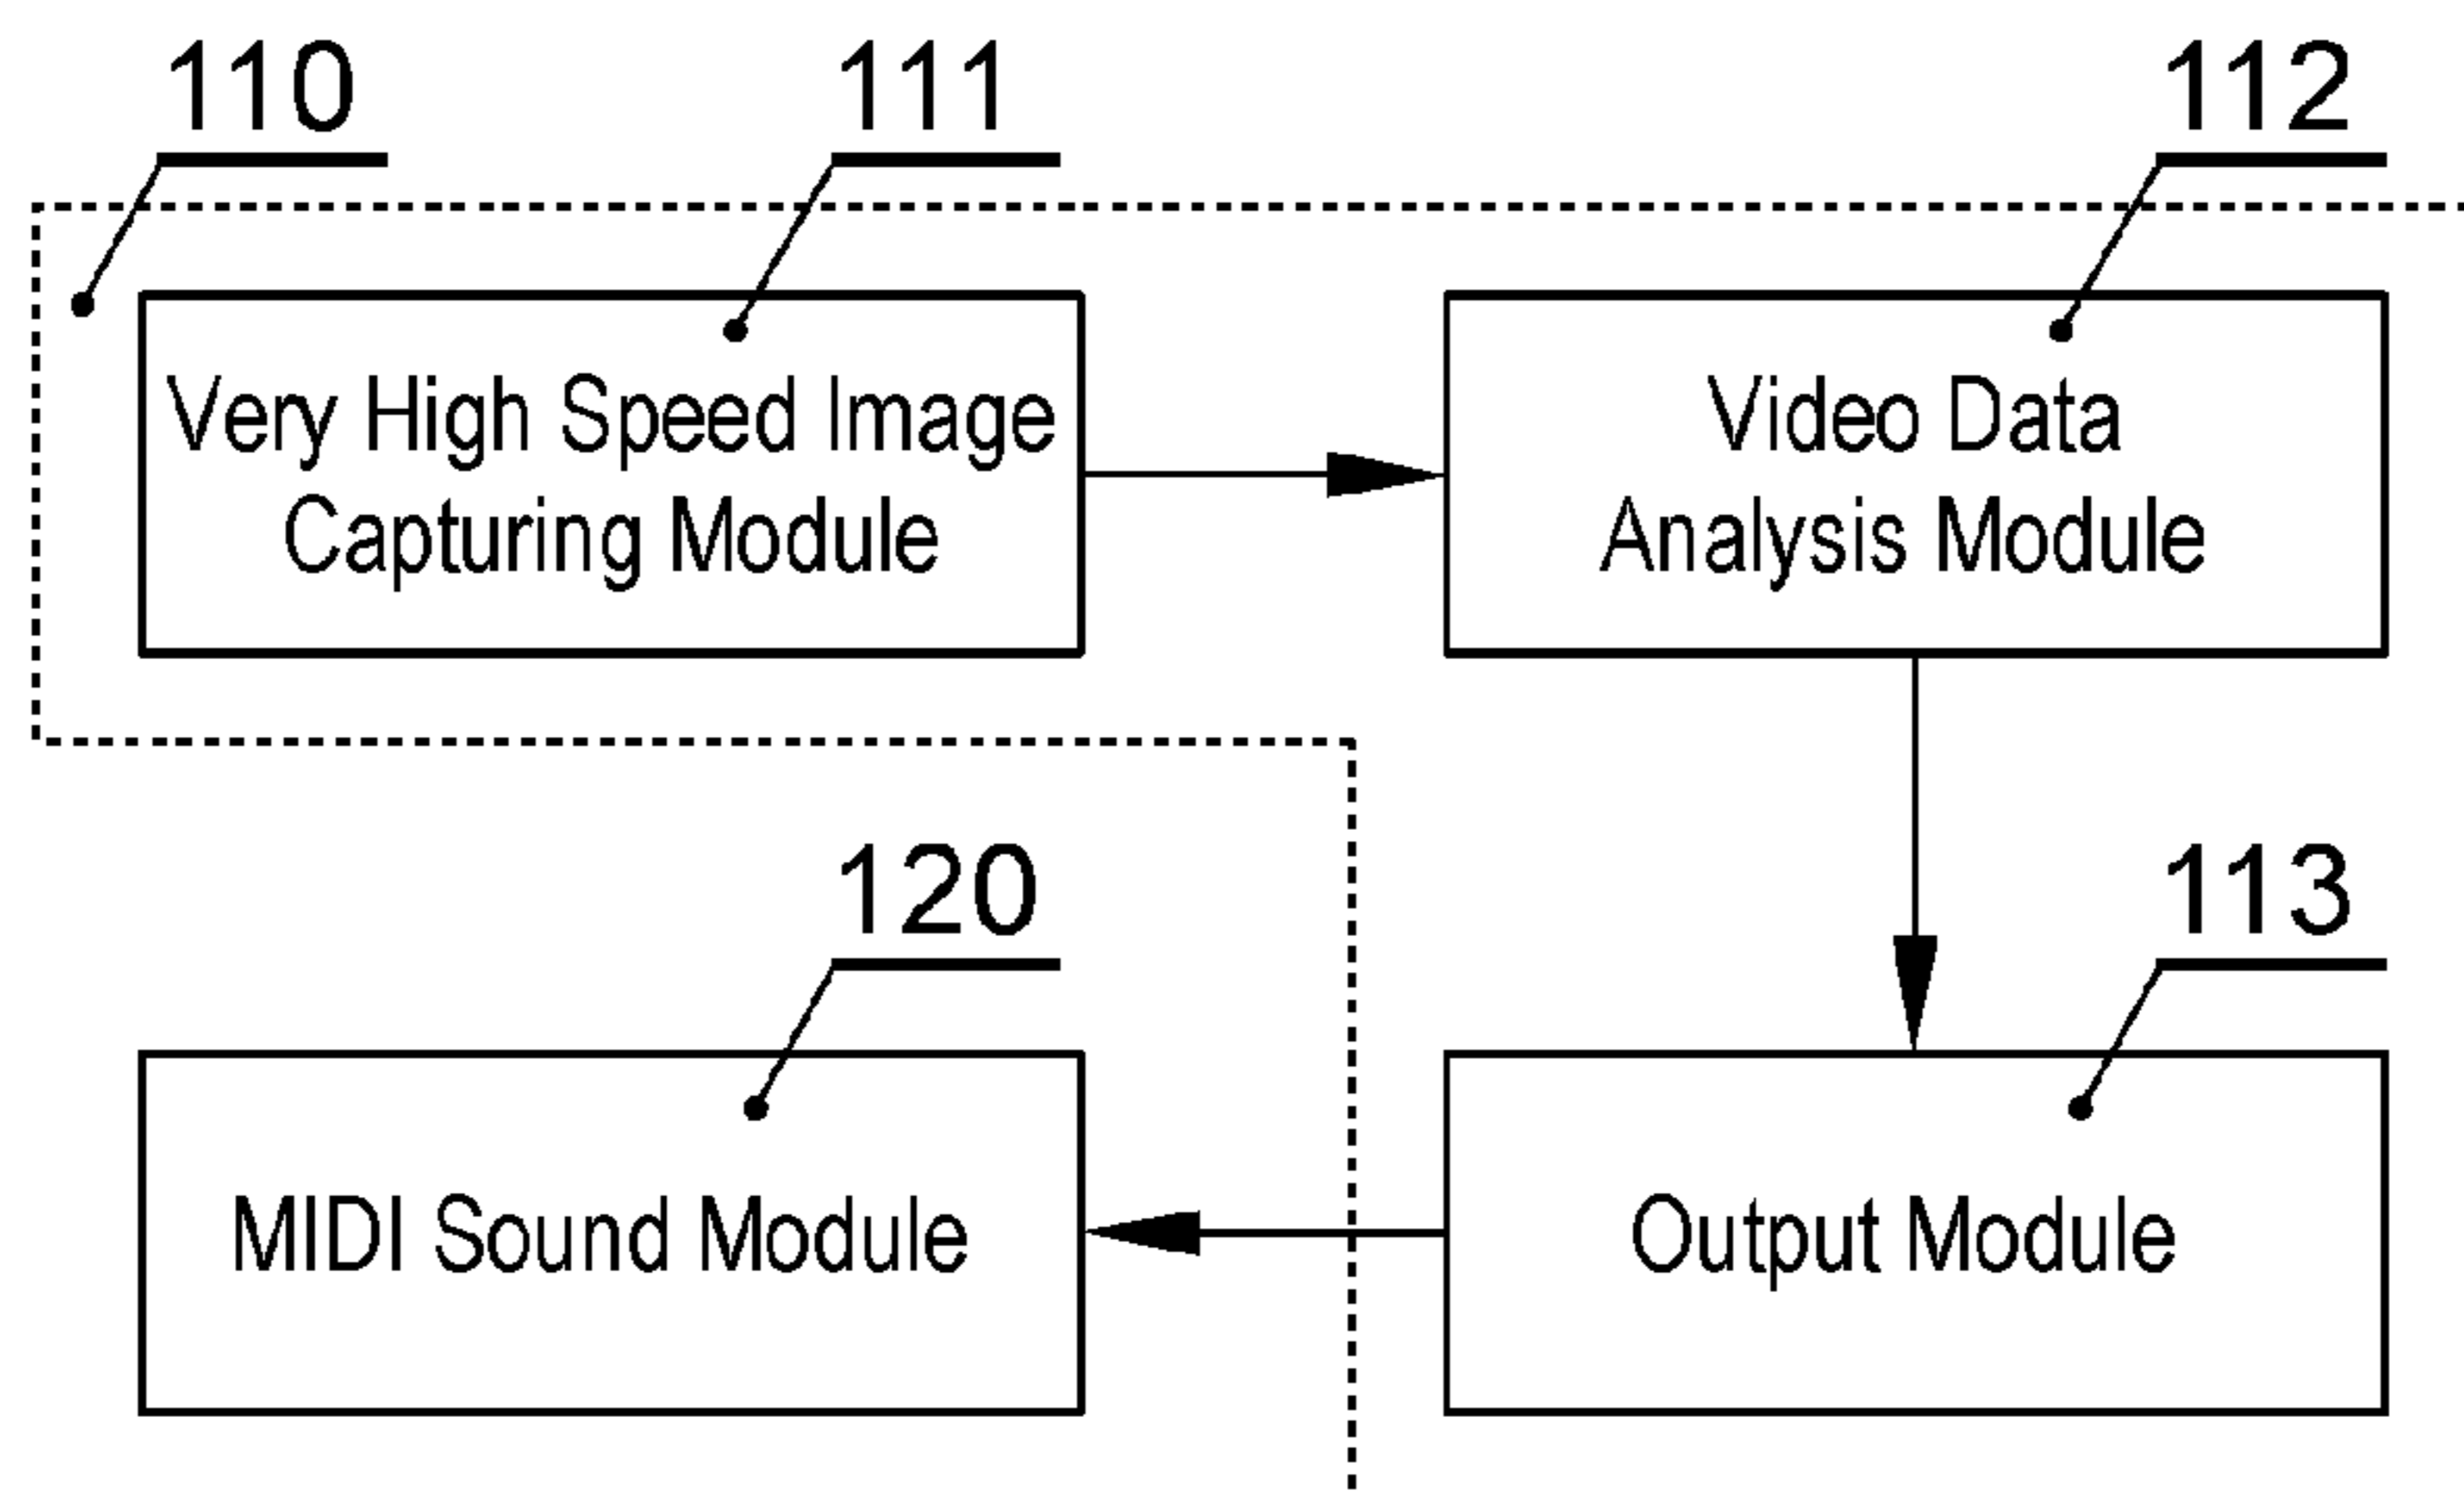 110
111
112
Very High Speed Image
Capturing Module
Video Data
Analysis Module
120
113
MIDI Sound Module
Output Module